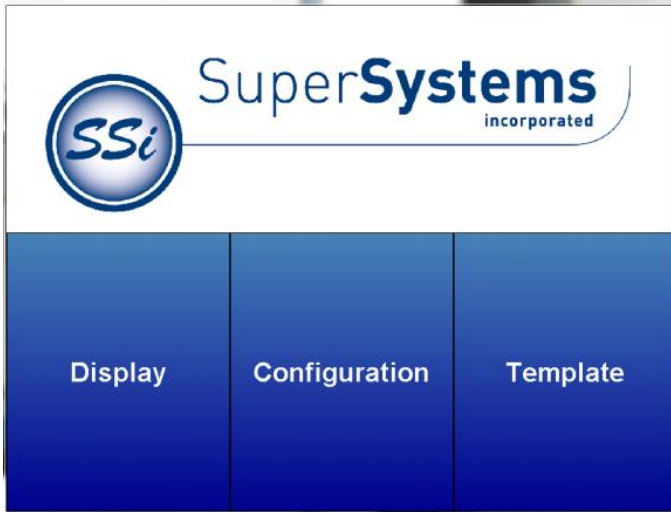 SuperSystems
incorporated
SSi
Display
Configuration
Template